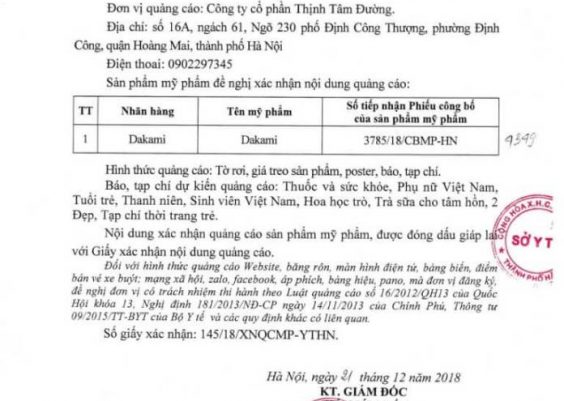 Đơn vị quảng cáo: Công ty cổ phần Thịnh Tâm Đường.
Địa chỉ: số 16A, ngách 61, Ngõ 230 phố Định Công Thượng, phường Định
Công, quận Hoàng Mai, thành phố Hà Nội
Điện thoai: 0902297345
Sản phẩm mỹ phẩm đề nghị xác nhận nội dung quảng cáo:
TT Nhãn hàng Tên mỹ phẩm Số tiếp nhận Phiếu công bố
của sản phẩm mỹ phẩm
1 Dakami Dakami 3785/18/CBMP-HN
Hình thức quảng cáo: Tờ rơi, giá treo sản phẩm, poster, báo, tạp chí.
Báo, tạp chí dự kiến quảng cáo: Thuốc và sức khỏe, Phụ nữ Việt Nam,
Tuổi trẻ, Thanh niên, Sinh viên Việt Nam, Hoa học trò, Trà sữa cho tâm hồn, 2
Đẹp, Tạp chí thời trang trẻ.
Nội dung xác nhận quảng cáo sản phẩm mỹ phẩm, được đóng dấu giáp lai
với Giấy xác nhận nội dung quảng cáo.
Đối với hình thức quảng cáo Website, băng rôn, màn hình điện tử, bảng biển, điểm
bán vé xe buýt; mạng xã hội, zalo, facebook, áp phích, bảng hiệu, pano, mà đơn vị đăng ký,
đề nghị đơn vị có trách nhiệm thi hành theo Luật quảng cáo số 16/2012/QH13 của Quốc
Hội khóa 13, Nghị định 181/2013/NĐ-CP ngày 14/11/2013 của Chính Phủ, Thông tư
09/2015/TT-BYT của Bộ Y tế và các quy định khác có liên quan.
Số giấy xác nhận: 145/18/XNQCMP-YTHN.
SỞ Y T
Hà Nội, ngày 21 tháng 12 năm 2018
KT. GIÁM ĐỐC